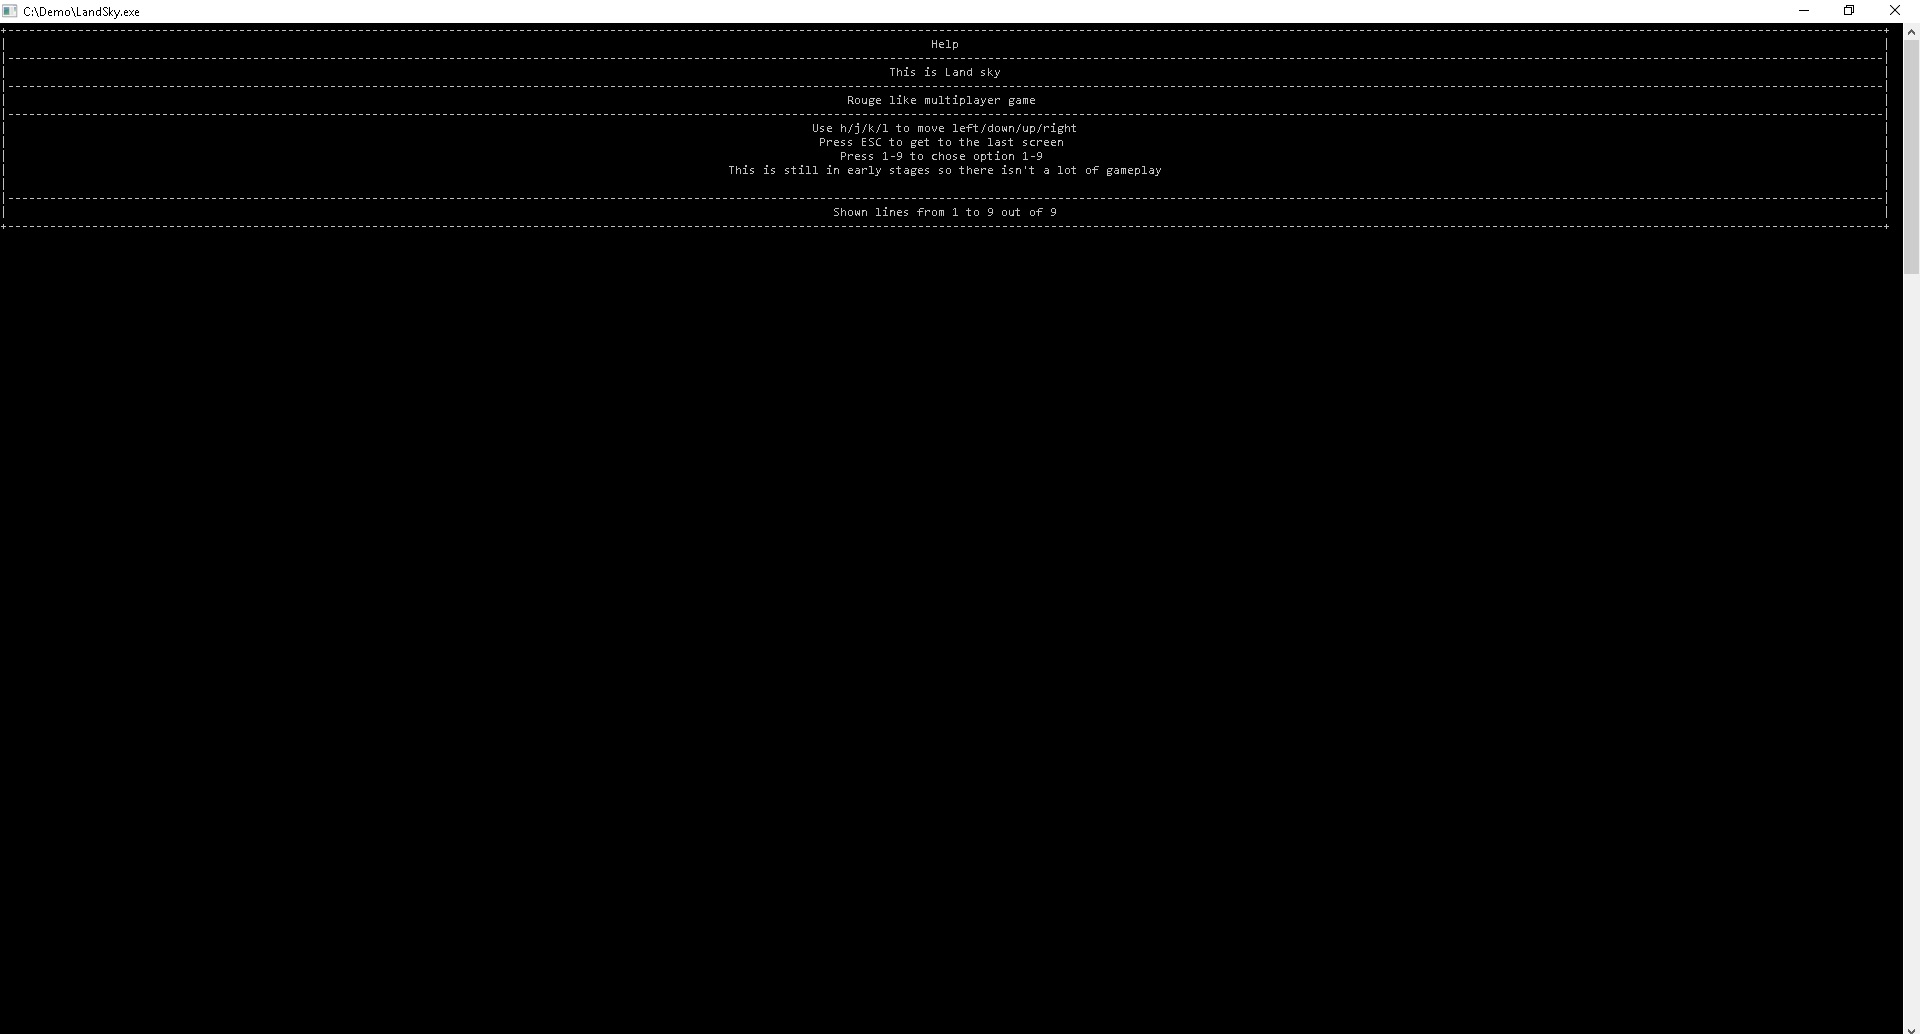 C:\Demo\LandSky.exe
Help
This is Land sky
Rouge like multiplayer game
Use h/j/k/l to move left/down/up/right
Press ESC to get to the last screen
Press 1-9 to chose option 1-9
This is still in early stages so there isn't a lot of gameplay
Shown lines from 1 to 9 out of 9